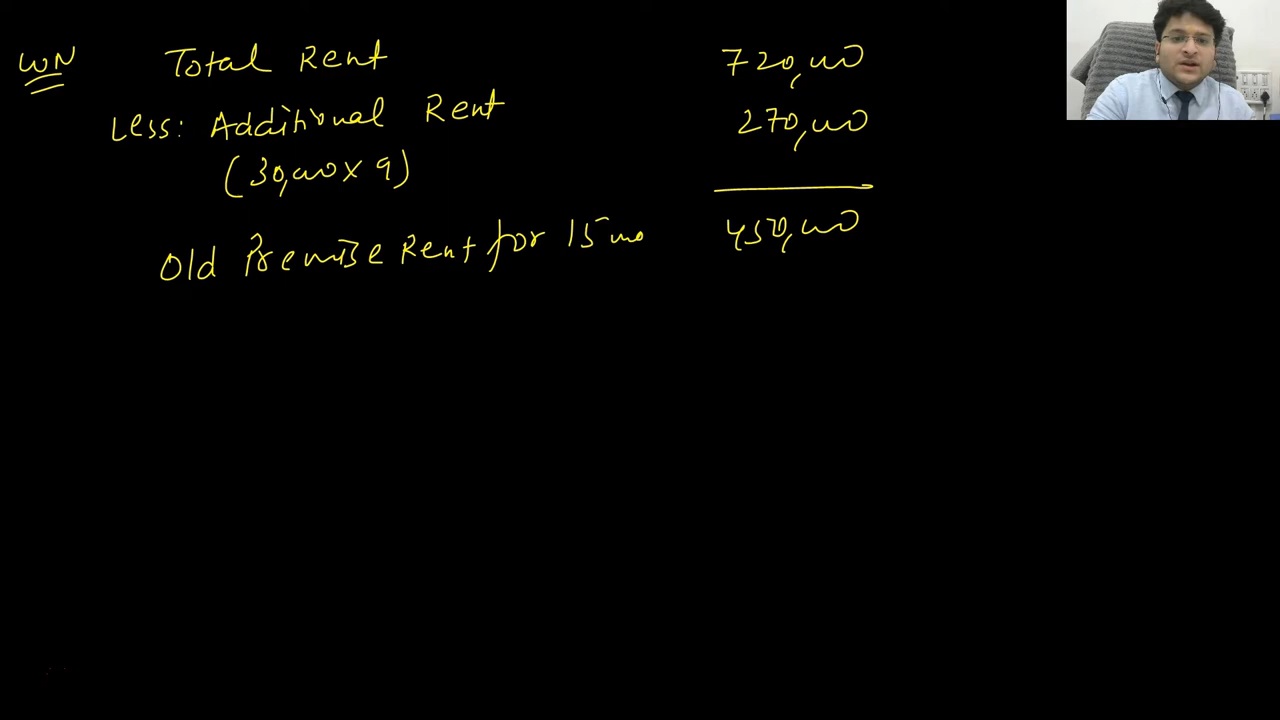 WN Total Rent 720,000
Less: Additional Rent 270,000
(30,000 x 9)
Old Premise Rent for 15 mo 450,000